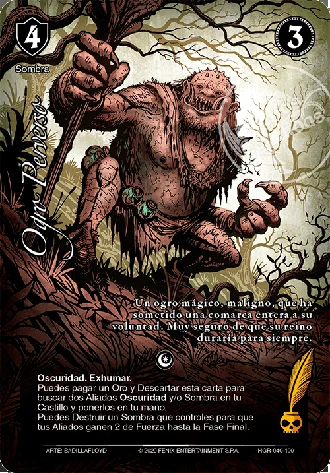 4
3
Sombra
Ogro Perverso
Un ogro mágico, maligno, que ha
sometido una comarca entera a su
voluntad. Muy seguro de que su reino
duraría para siempre.
Oscuridad. Exhumar.
Puedes pagar un Oro y Descartar esta carta para
buscar dos Aliados Oscuridad y/o Sombra en tu
Castillo y ponerlos en tu mano.
Puedes Destruir un Sombra que controles para que
tus Aliados ganen 2 de Fuerza hasta la Fase Final.
ARTE: BADILLAFLOYD
FENIX ENTERTAINMENT S.P.A.